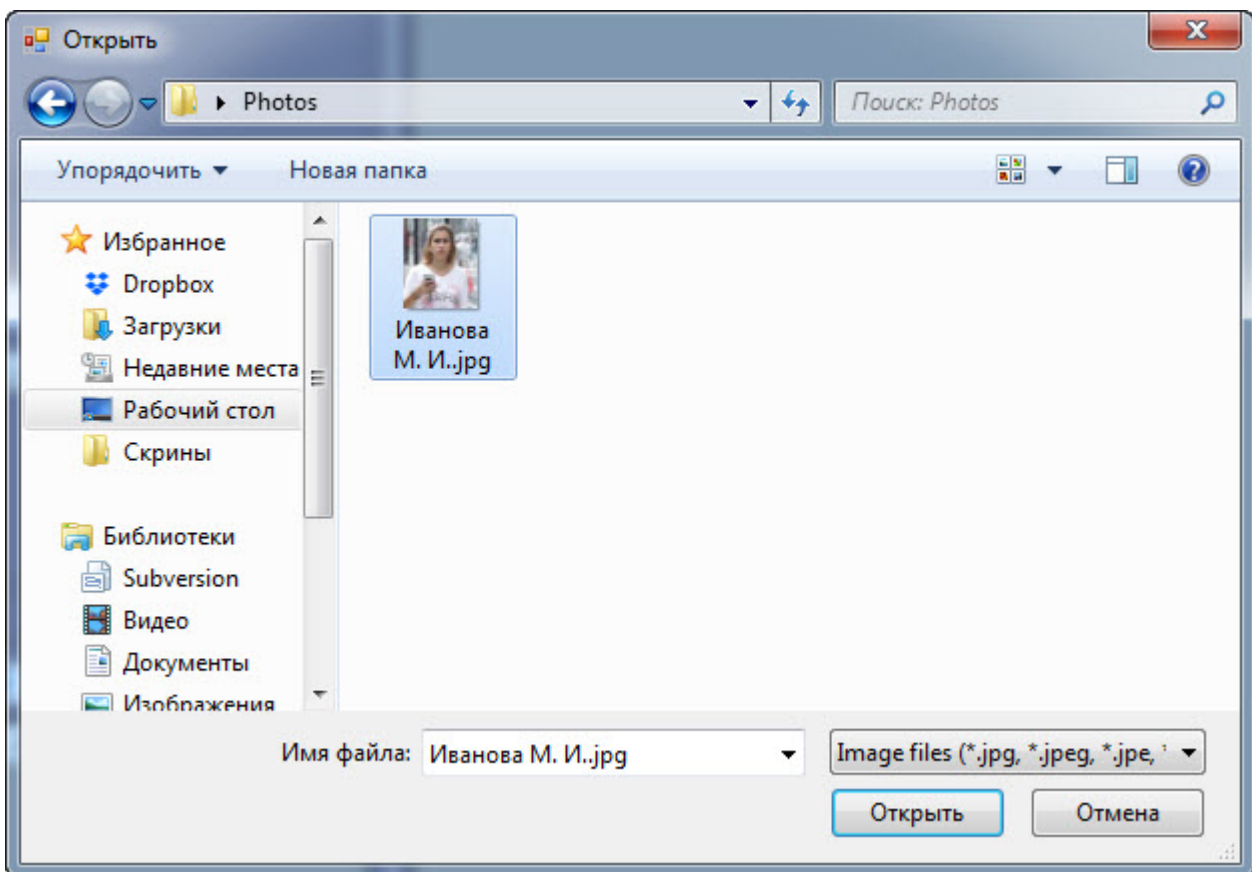 Открыть
Photos
Поиск: Photos
Упорядочить
Новая папка
Избранное
Dropbox
Загрузки
Недавние места
Рабочий стол
Скрины
Библиотеки
Subversion
Видео
Документы
Изображения
Иванова
М. И..jpg
Имя файла:
Иванова М. И..jpg
Image files (*.jpg, *.jpeg, *.jpe,
Открыть
Отмена